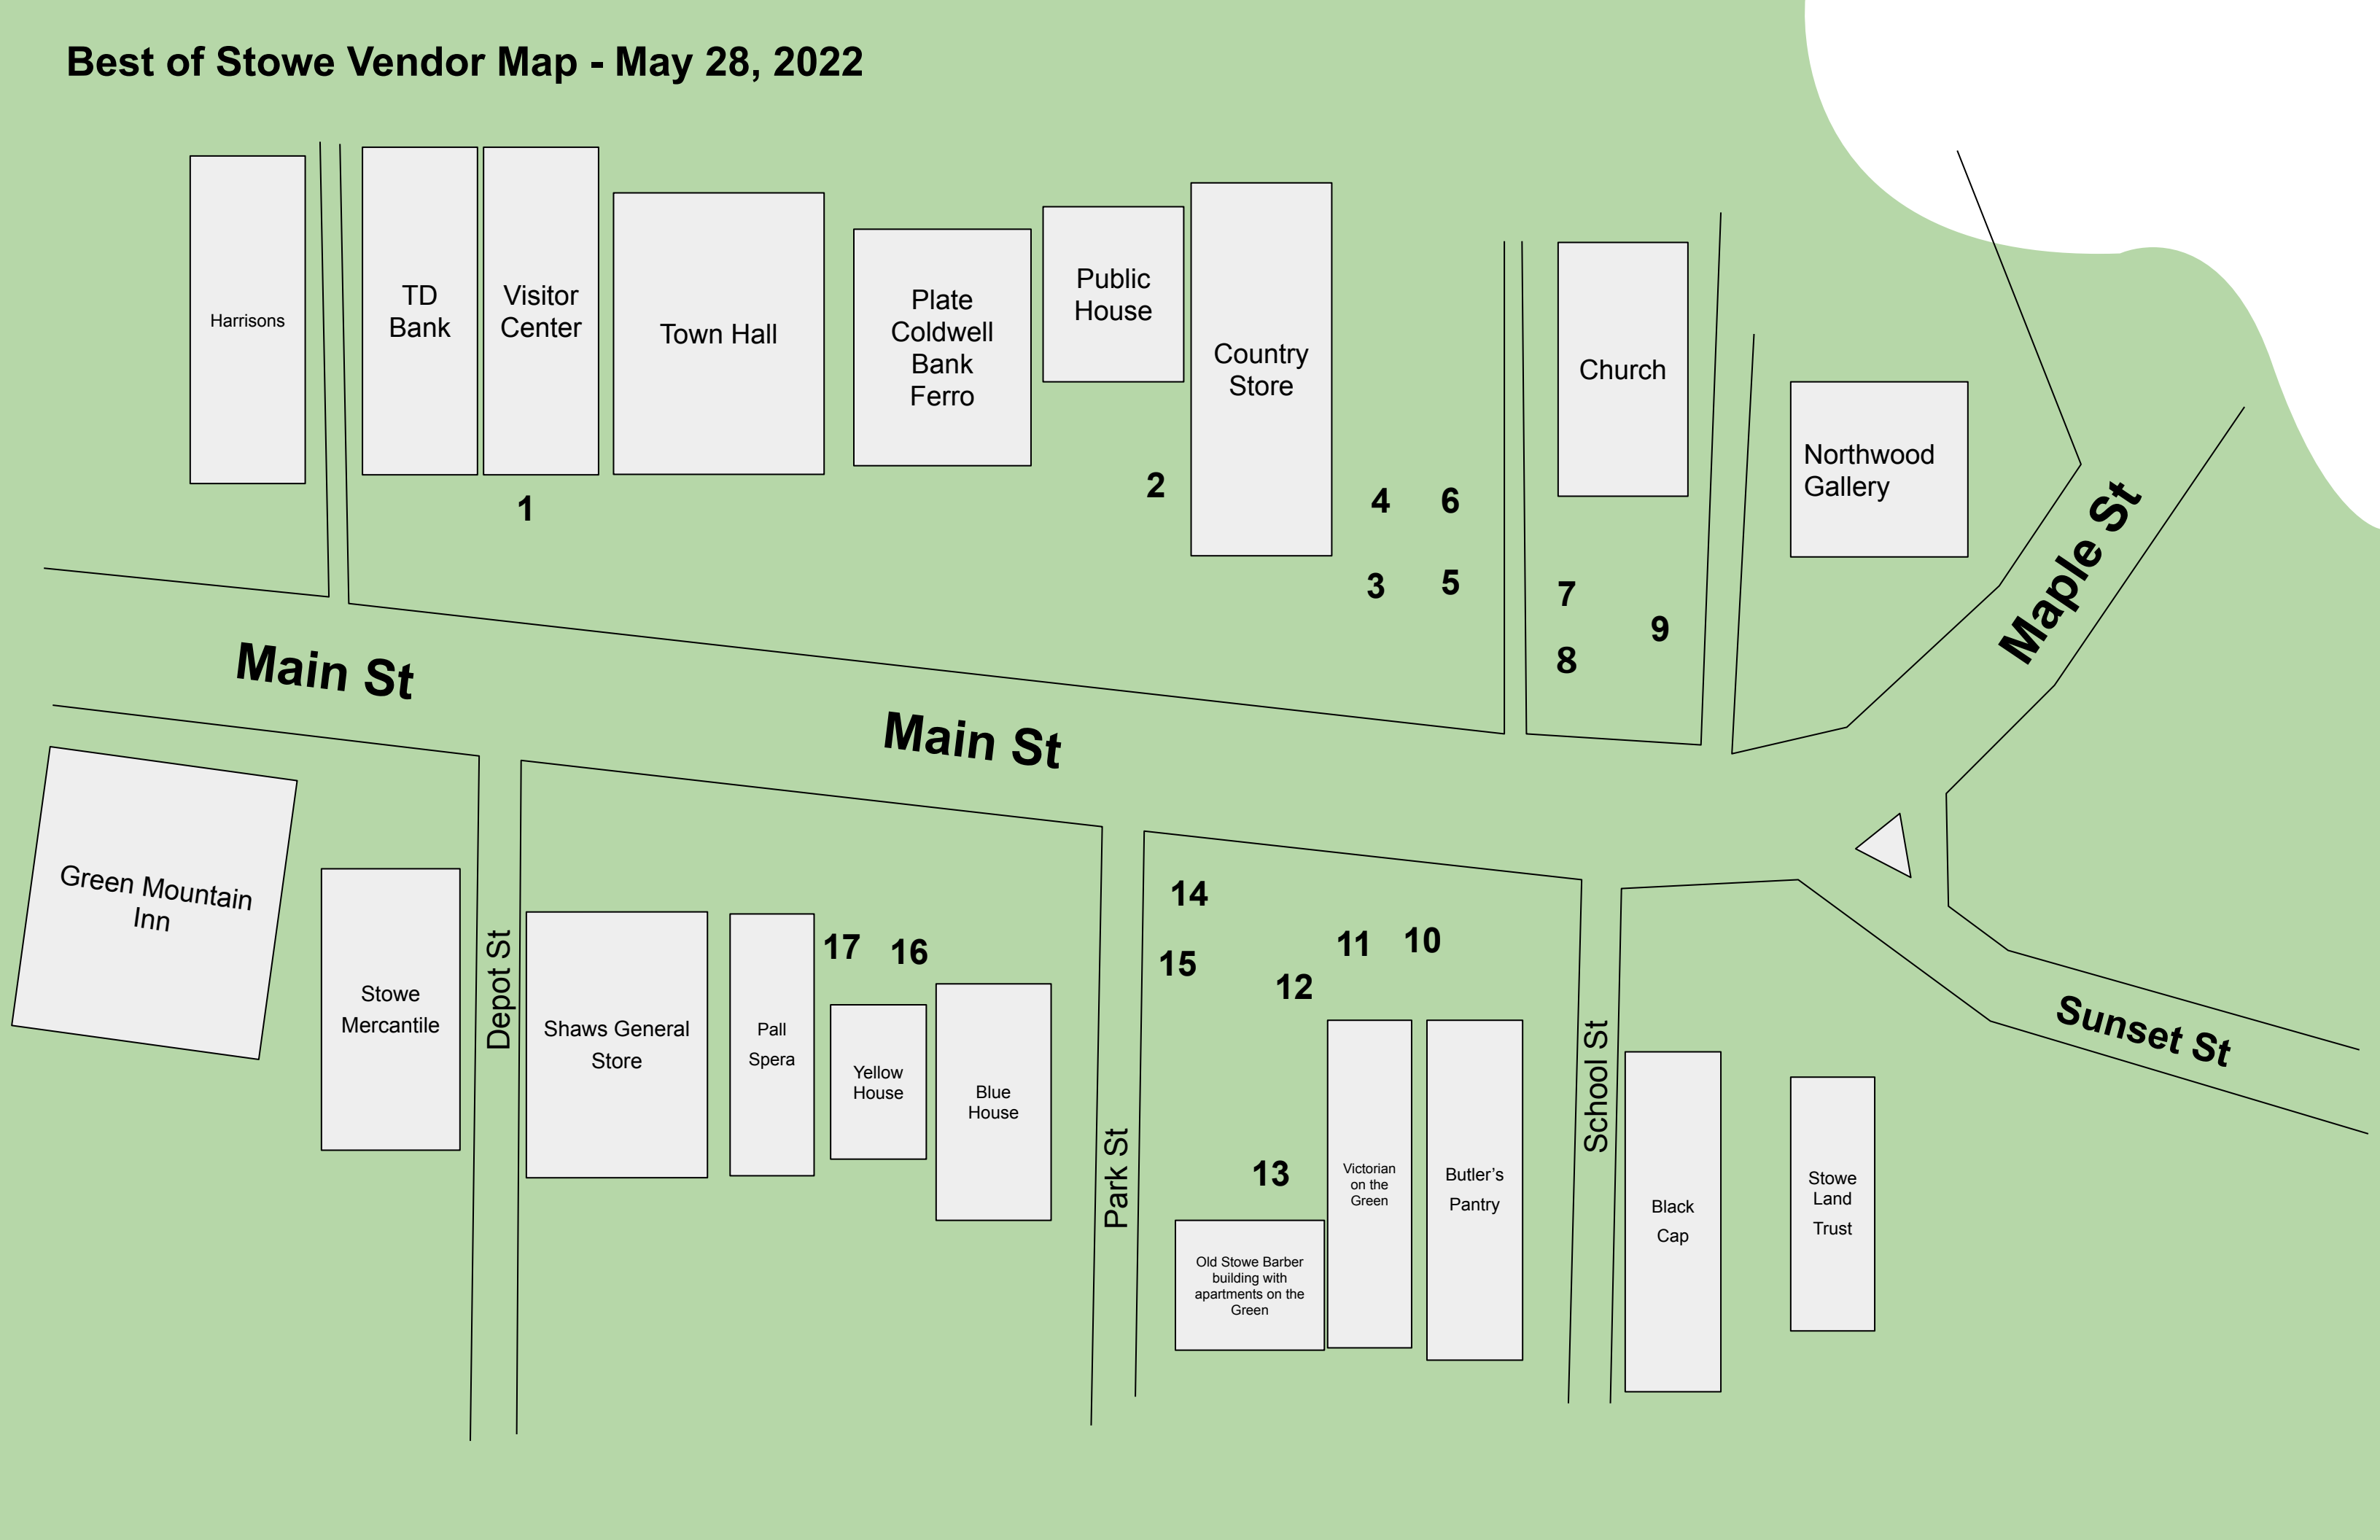 Best of Stowe Vendor Map - May 28, 2022
Harrisons
TD
Bank
Visitor
Center
Town Hall
Plate
Coldwell
Bank
Ferro
Public
House
Country
Store
Church
Northwood
Gallery
1
2
4
6
3
5
7
9
8
Maple St
Main St
Main St
Green Mountain
Inn
Stowe
Mercantile
Depot St
Shaws General
Store
Pall
Spera
17
16
Yellow
House
Blue
House
Park St
14
15
11
10
12
13
Victorian
on the
Green
Butler’s
Pantry
Old Stowe Barber
building with
apartments on the
Green
School St
Black
Cap
Stowe
Land
Trust
Sunset St